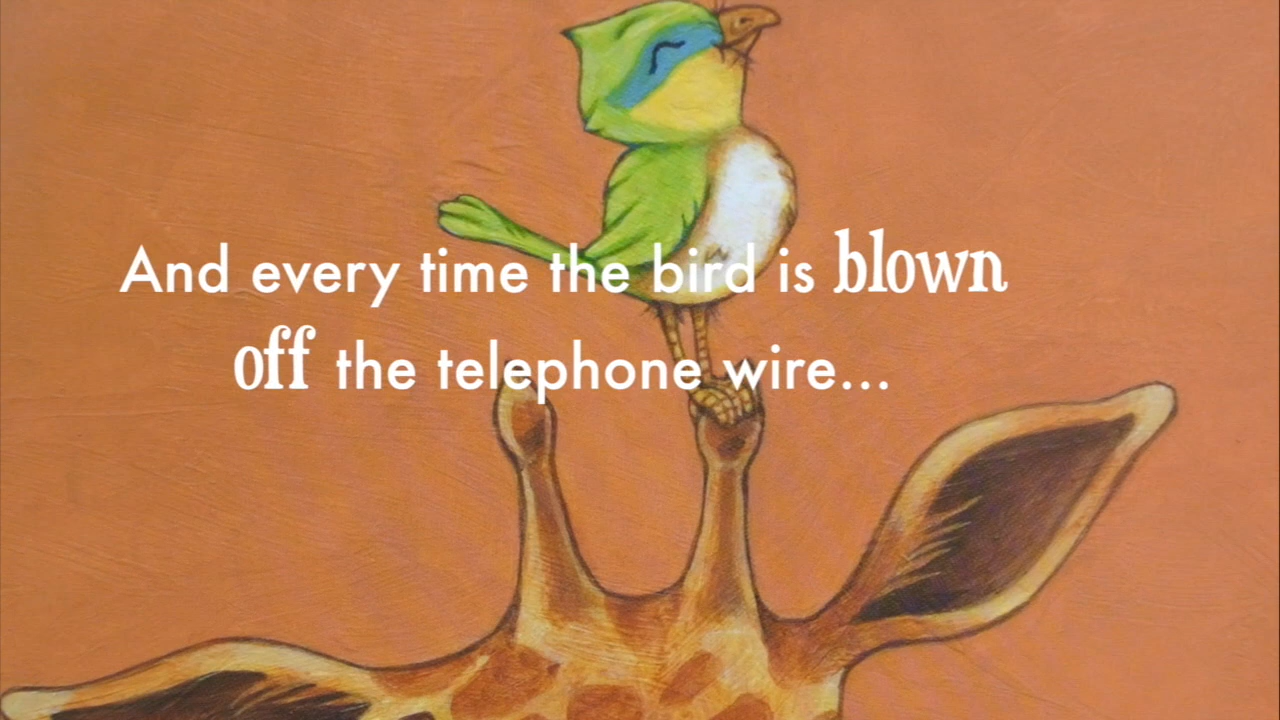 And every time the bird is blown
off the telephone wire...